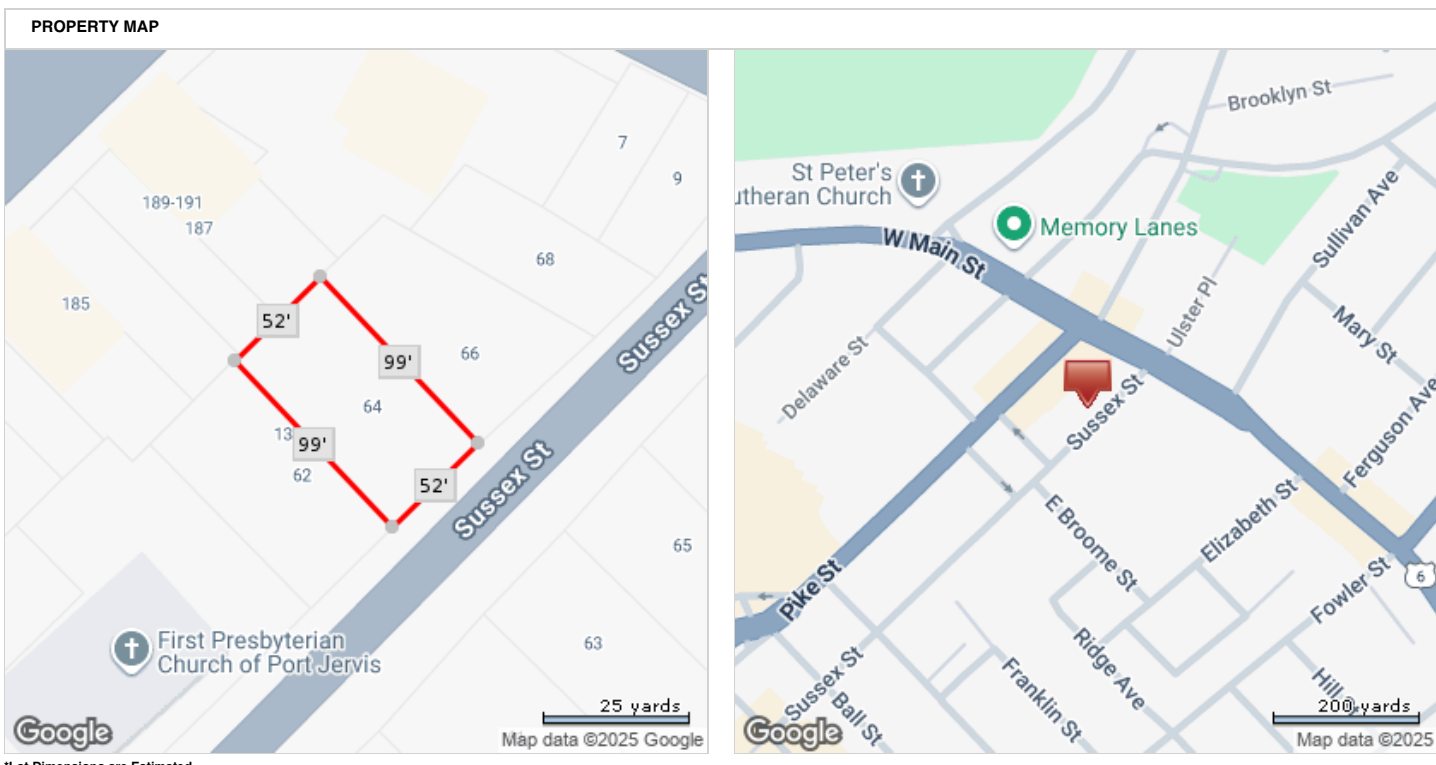 PROPERTY MAP
7
9
189-191
187
68
185
52'
66
99'
Sussex St
64
13
99'
62
52'
Sussex St
65
First Presbyterian
Church of Port Jervis
63
25 yards
Google
Map data ©2025 Google
Brooklyn St
St Peter's
utheran Church
Memory Lanes
W Main St
Sullivan Ave
Ulster Pl
Mary St
Delaware St
Sussex St
Ferguson Ave
E Broome St
Elizabeth St
Pike St
6
Fowler St
Ridge Ave
Sussex St
Franklin St
Ball St
Hill
200 yards
Google
Map data ©2025
*Lot Dimensions are Estimated